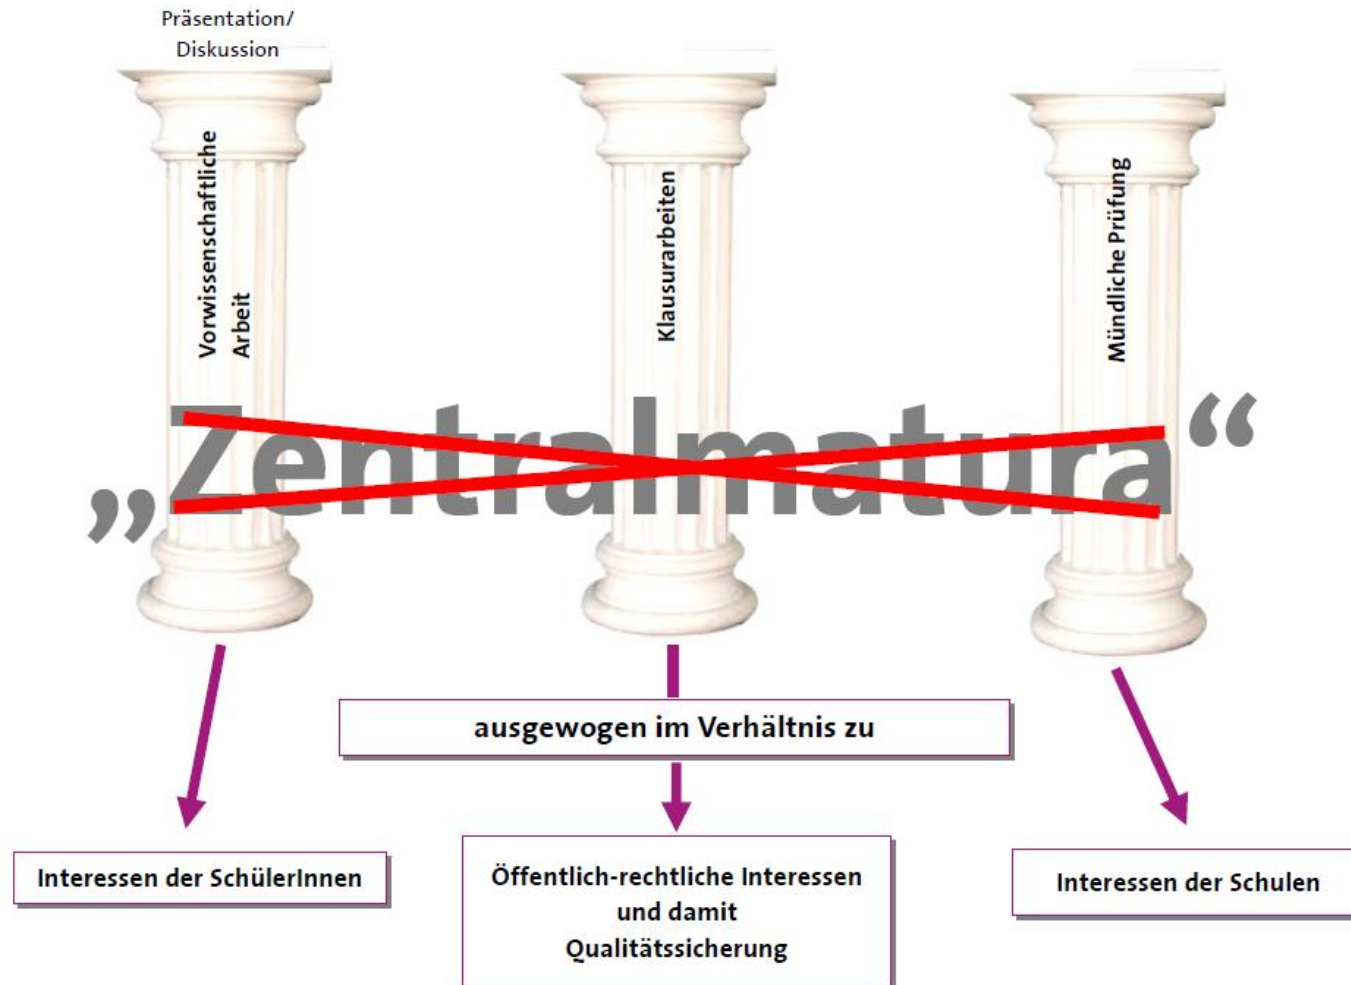 Präsentation/
Diskussion
Vorwissenschaftliche
Arbeit
Klausurarbeiten
Mündliche Prüfung
„Zentralmatura“
ausgewogen im Verhältnis zu
Interessen der SchülerInnen
Öffentlich-rechtliche Interessen
und damit
Qualitätssicherung
Interessen der Schulen